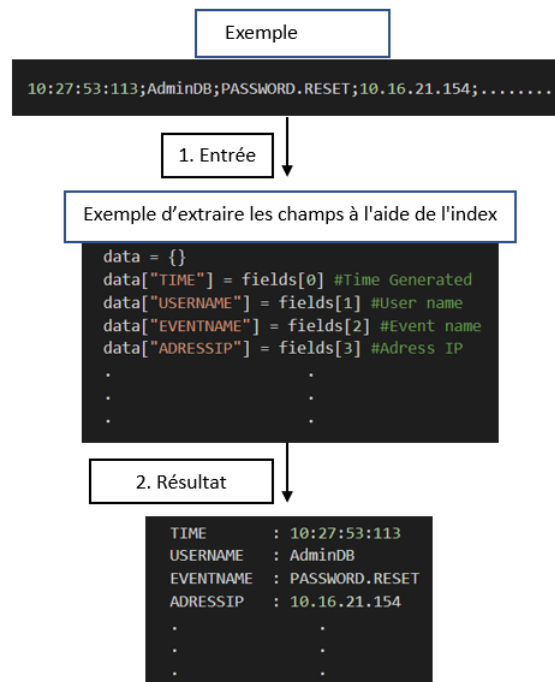 Exemple
10:27:53:113;AdminDB;PASSWORD.RESET;10.16.21.154;........
1. Entrée
Exemple d’extraire les champs à l'aide de l'index
data = {}
data["TIME"] = fields[0] #Time Generated
data["USERNAME"] = fields[1] #User name
data["EVENTNAME"] = fields[2] #Event name
data["ADRESSIP"] = fields[3] #Adress IP
. .
. .
. .
2. Résultat
TIME : 10:27:53:113
USERNAME : AdminDB
EVENTNAME : PASSWORD.RESET
ADRESSIP : 10.16.21.154
. .
. .
. .